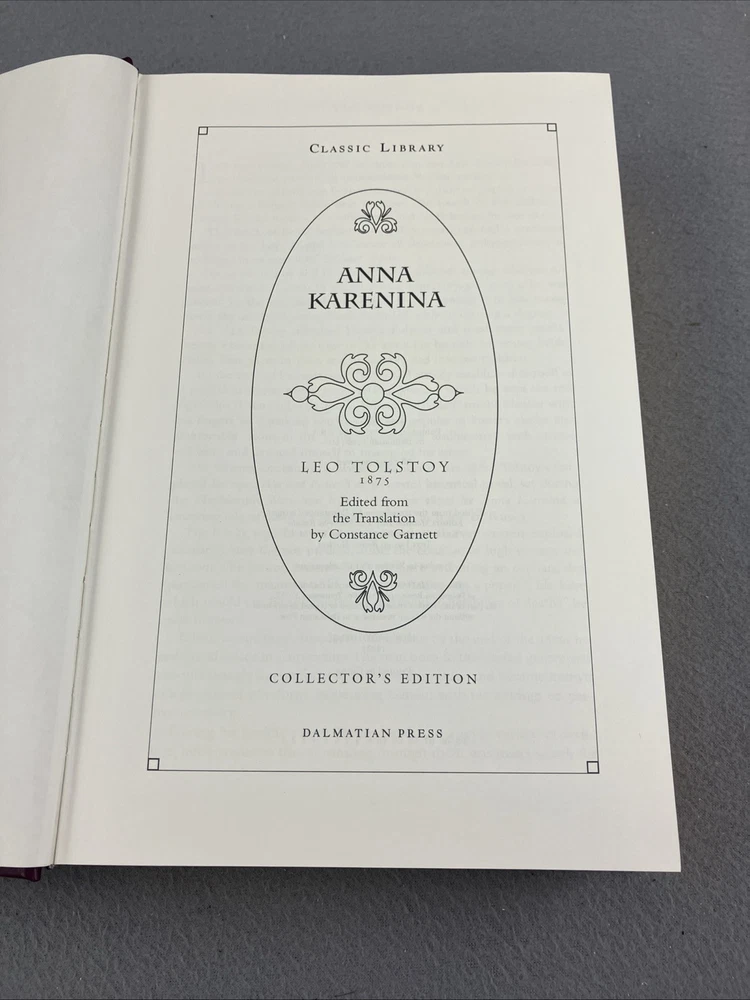 CLASSIC LIBRARY
ANNA
KARENINA
LEO TOLSTOY
1875
Edited from
the Translation
by Constance Garnett
COLLECTOR'S EDITION
DALMATIAN PRESS